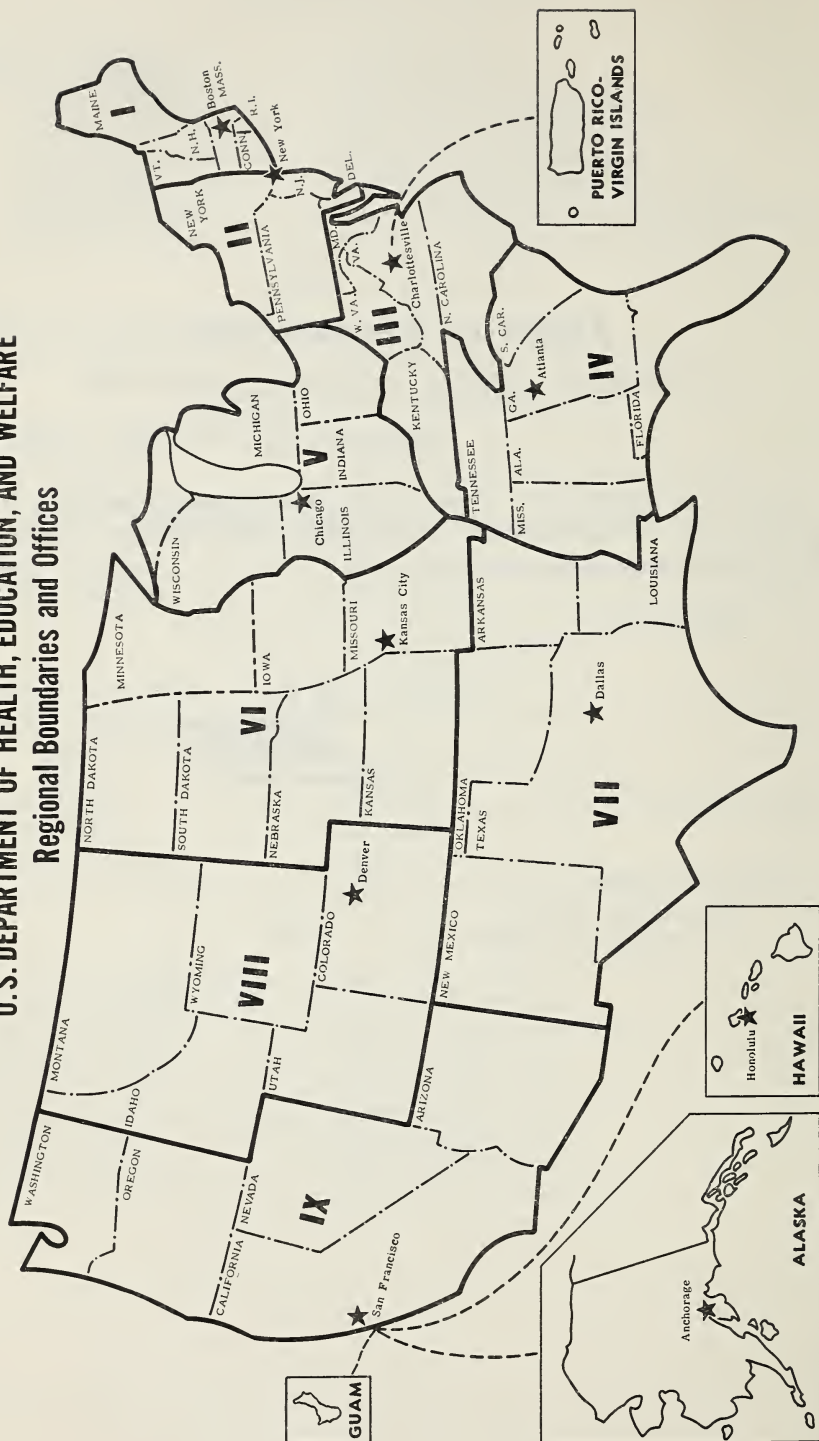 U.S. DEPARTMENT OF HEALTH, EDUCATION, AND WELFARE
Regional Boundaries and Offices
WASHINGTON
OREGON
CALIFORNIA
NEVADA
IX
San Francisco
IDAHO
MONTANA
WYOMING
VIII
UTAH
COLORADO
Denver
ARIZONA
NEW MEXICO
NORTH DAKOTA
SOUTH DAKOTA
NEBRASKA
KANSAS
VI
MINNESOTA
IOWA
MISSOURI
Kansas City
OKLAHOMA
TEXAS
VII
Dallas
ARKANSAS
LOUISIANA
WISCONSIN
MICHIGAN
ILLINOIS
Chicago
V
INDIANA
OHIO
KENTUCKY
TENNESSEE
MISS.
ALA.
GA.
Atlanta
IV
S. CAR.
FLORIDA
N. CAROLINA
W. VA.
VA.
MD.
III
Charlottesville
DEL.
PENNSYLVANIA
NEW
YORK
II
N.J.
New York
VT.
N.H.
MAINE
I
Boston
MASS.
CONN.
R.I.
GUAM
Anchorage
ALASKA
Honolulu
HAWAII
PUERTO RICO-
VIRGIN ISLANDS